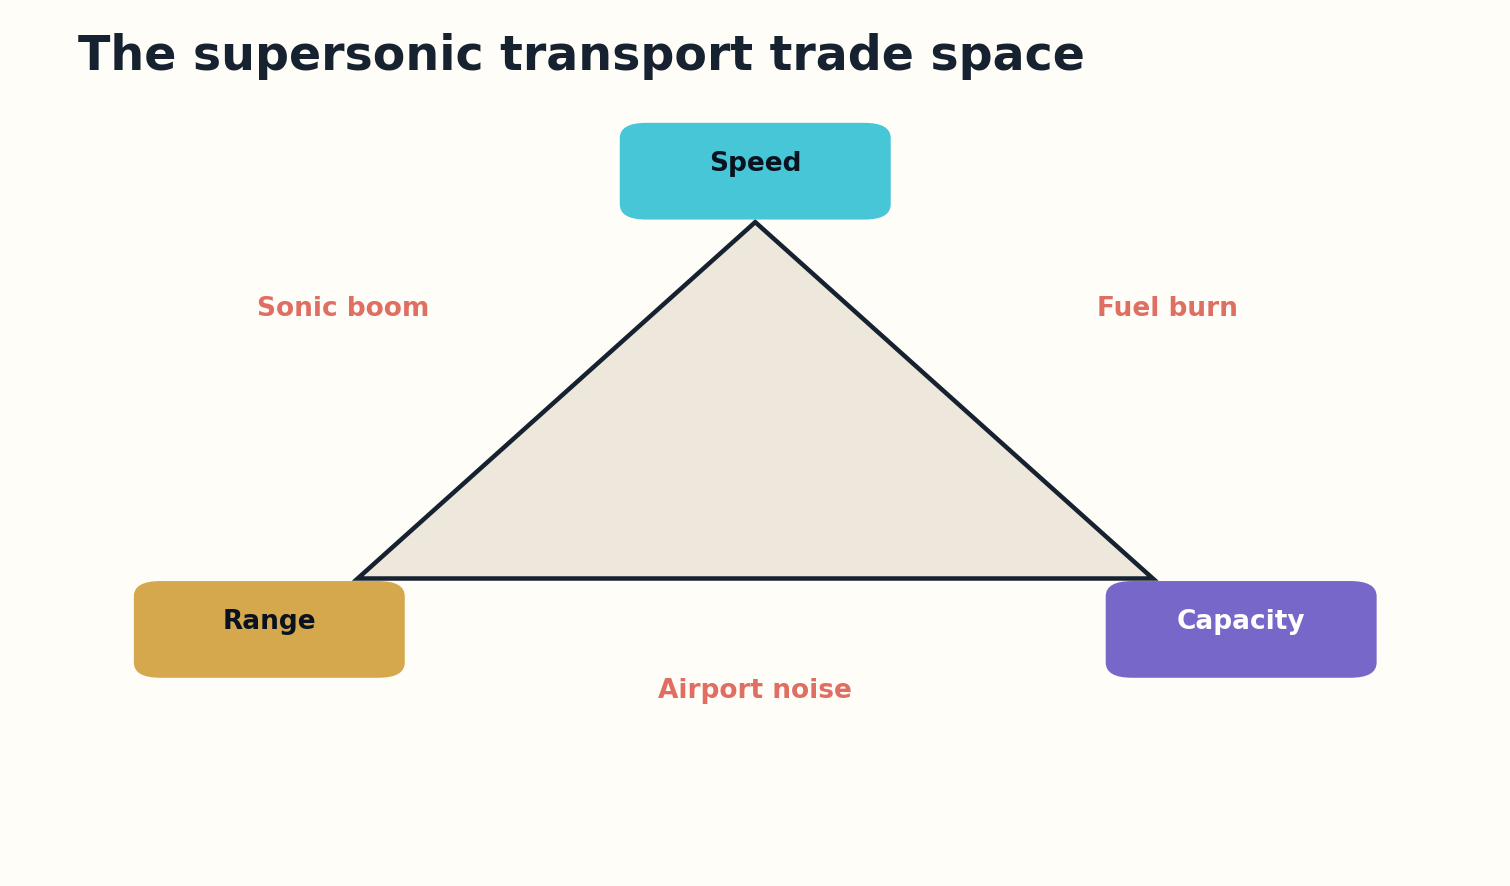 The supersonic transport trade space
Speed
Sonic boom
Fuel burn
Range
Capacity
Airport noise